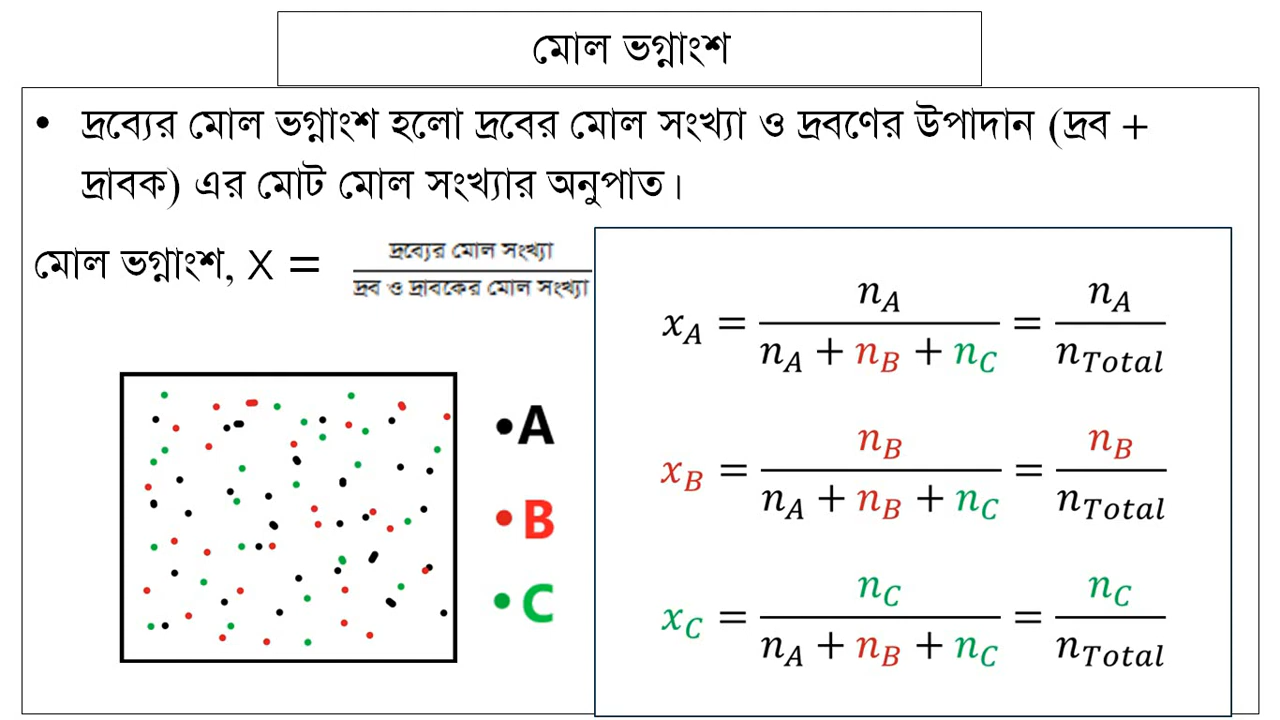 মোল ভগ্নাংশ
• দ্রব্যের মোল ভগ্নাংশ হলো দ্রবের মোল সংখ্যা ও দ্রবণের উপাদান (দ্রব +
দ্রাবক) এর মোট মোল সংখ্যার অনুপাত।
মোল ভগ্নাংশ, X = দ্রব্যের মোল সংখ্যা / দ্রব ও দ্রাবকের মোল সংখ্যা
•A
•B
•C
x_A = n_A / (n_A + n_B + n_C) = n_A / n_Total
x_B = n_B / (n_A + n_B + n_C) = n_B / n_Total
x_C = n_C / (n_A + n_B + n_C) = n_C / n_Total